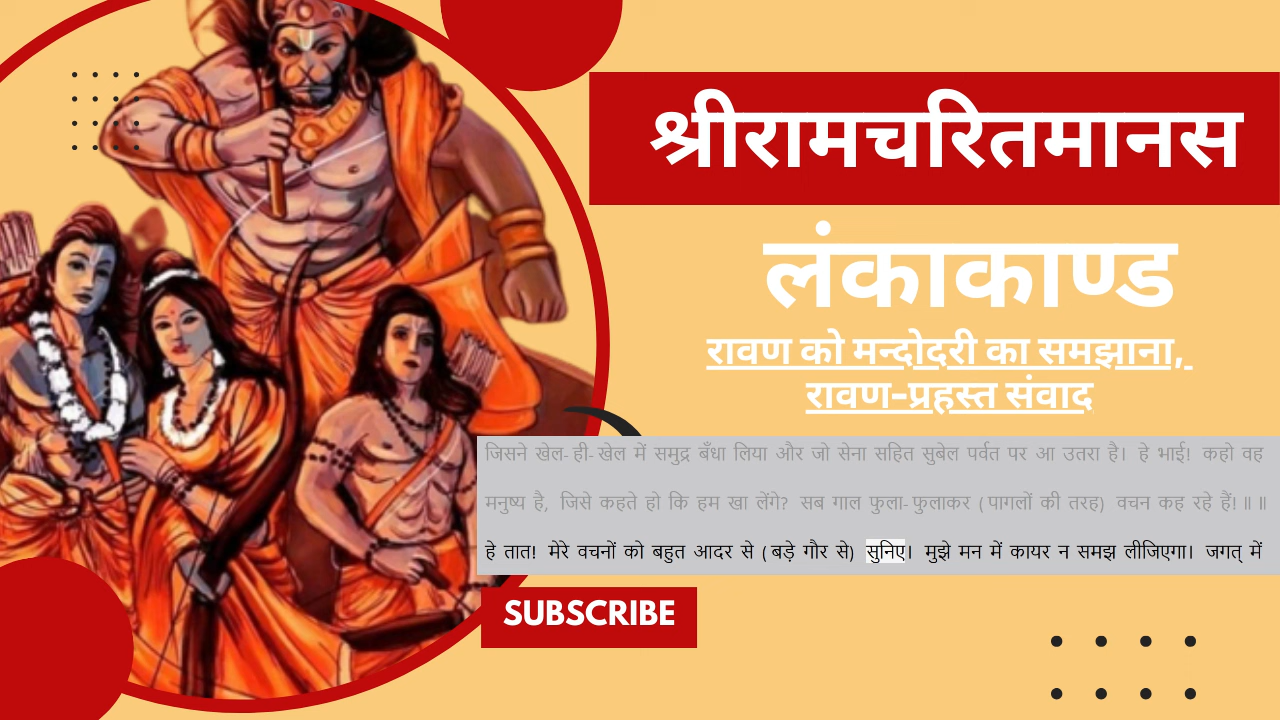 श्रीरामचरितमानस
लंकाकाण्ड
रावण को मन्दोदरी का समझाना,
रावण-प्रहस्त संवाद
जिसने खेल-ही-खेल में समुद्र बँधा लिया और जो सेना सहित सुबेल पर्वत पर आ उतरा है। हे भाई! कहो वह
मनुष्य है, जिसे कहते हो कि हम खा लेंगे? सब गाल फुला-फुलाकर (पागलों की तरह) वचन कह रहे हैं!॥॥
हे तात! मेरे वचनों को बहुत आदर से (बड़े गौर से) सुनिए। मुझे मन में कायर न समझ लीजिएगा। जगत् में
SUBSCRIBE